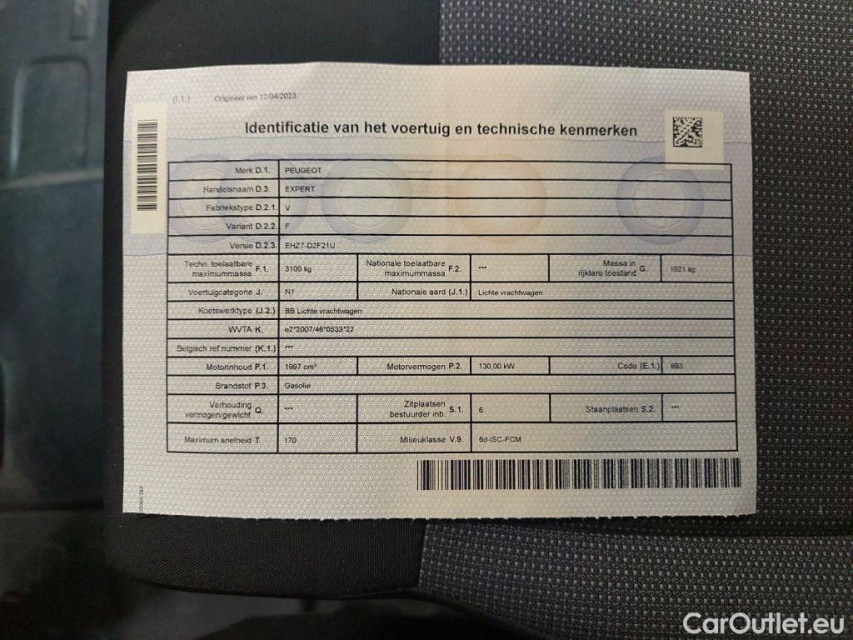 (I.1.) Origineel van 12/04/2023
Identificatie van het voertuig en technische kenmerken
Merk D.1. PEUGEOT
Handelsnaam D.3. EXPERT
Fabriekstype D.2.1. V
Variant D.2.2. F
Versie D.2.3. EHZ7-D2F21U
Techn. toelaatbare maximummassa F.1. 3100 kg Nationale toelaatbare maximummassa F.2. --- Massa in rijklare toestand G. 1921 kg
Voertuigcategorie J. N1 Nationale aard (J.1.) Lichte vrachtwagen
Koetswerktype (J.2.) BB Lichte vrachtwagen
WVTA K. e2*2007/46*0533*22
Belgisch ref.nummer (K.1.) ---
Motorinhoud P.1. 1997 cm³ Motorvermogen P.2. 130,00 kW Code (E.1.) 693
Brandstof P.3. Gasolie
Verhouding vermogen/gewicht Q. --- Zitplaatsen bestuurder inb. S.1. 6 Staanplaatsen S.2. ---
Maximum snelheid T. 170 Milieuklasse V.9. 6d-ISC-FCM
CarOutlet.eu